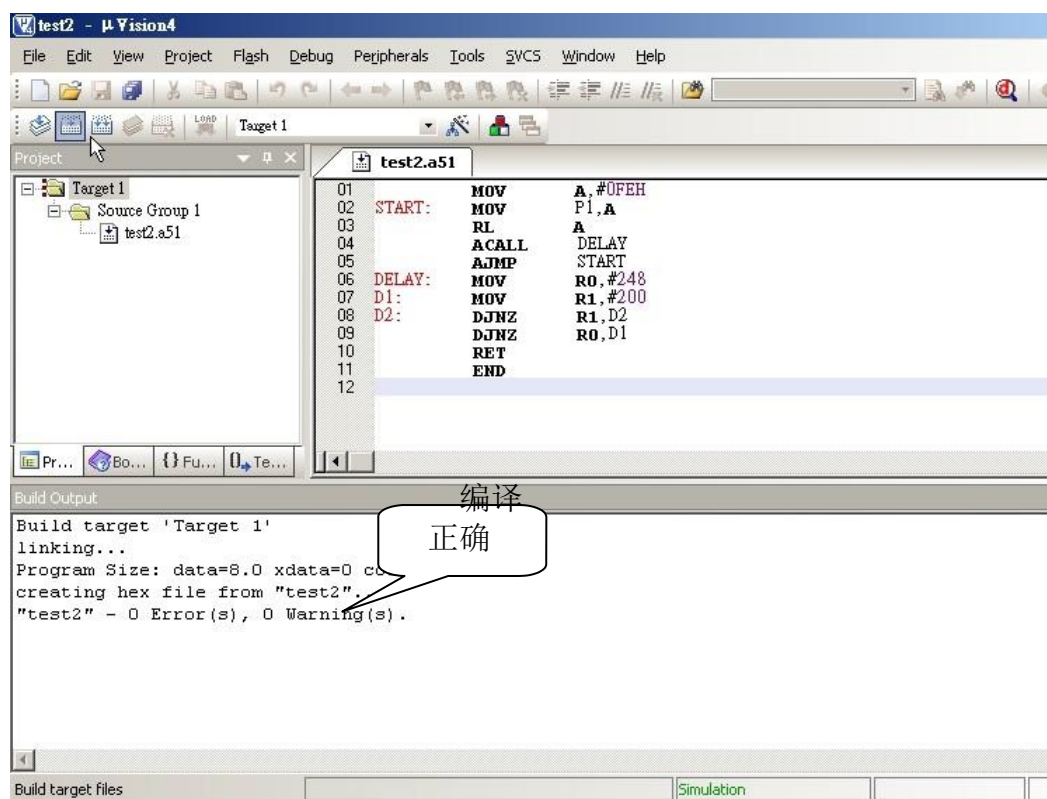 test2 - μVision4
File Edit View Project Flash Debug Peripherals Tools SVCS Window Help
LOAD Target 1
Project
test2.a51
Target 1
Source Group 1
test2.a51
01 MOV A,#0FEH
02 START: MOV P1,A
03 RL A
04 ACALL DELAY
05 AJMP START
06 DELAY: MOV R0,#248
07 D1: MOV R1,#200
08 D2: DJNZ R1,D2
09 DJNZ R0,D1
10 RET
11 END
12
Pr... Bo... {} Fu... 0 Te...
Build Output
编译
正确
Build target 'Target 1'
linking...
Program Size: data=8.0 xdata=0
creating hex file from "test2"..
"test2" - 0 Error(s), 0 Warning(s).
Build target files
Simulation